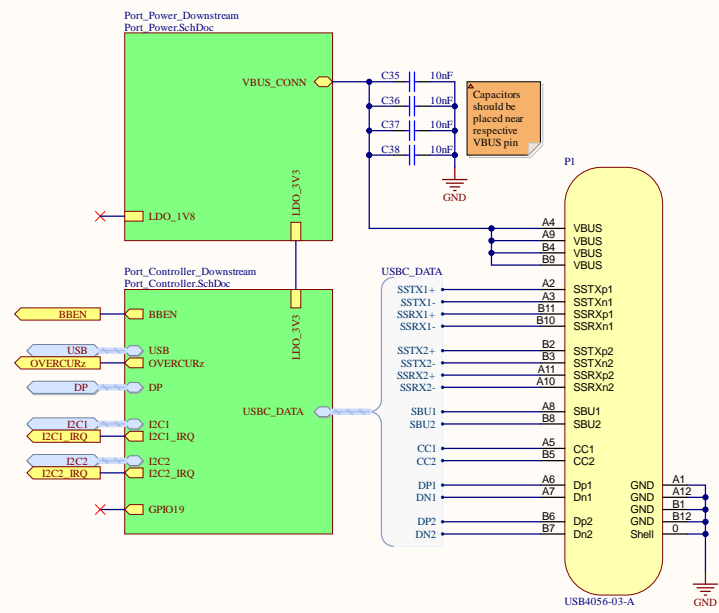 Port_Power_Downstream
Port_Power.SchDoc
VBUS_CONN
LDO_3V3
LDO_1V8
C35 10nF
C36 10nF
C37 10nF
C38 10nF
GND
Capacitors
should be
placed near
respective
VBUS pin
Port_Controller_Downstream
Port_Controller.SchDoc
LDO_3V3
BBEN BBEN
USB USB
OVERCURz OVERCURz
DP DP
USBC_DATA
I2C1 I2C1
I2C1_IRQ I2C1_IRQ
I2C2 I2C2
I2C2_IRQ I2C2_IRQ
GPIO19
USBC_DATA
SSTX1+
SSTX1-
SSRX1+
SSRX1-
SSTX2+
SSTX2-
SSRX2+
SSRX2-
SBU1
SBU2
CC1
CC2
DP1
DN1
DP2
DN2
P1
A4 VBUS
A9 VBUS
B4 VBUS
B9 VBUS
A2 SSTXp1
A3 SSTXn1
B11 SSRXp1
B10 SSRXn1
B2 SSTXp2
B3 SSTXn2
A11 SSRXp2
A10 SSRXn2
A8 SBU1
B8 SBU2
A5 CC1
B5 CC2
A6 Dp1
A7 Dn1
B6 Dp2
B7 Dn2
GND A1
GND A12
GND B1
GND B12
Shell 0
USB4056-03-A
GND